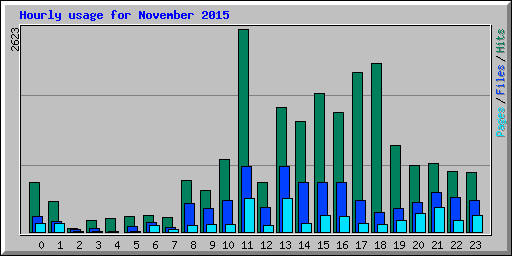 Hourly usage for November 2015
2623
Pages/Files/Hits
0 1 2 3 4 5 6 7 8 9 10 11 12 13 14 15 16 17 18 19 20 21 22 23